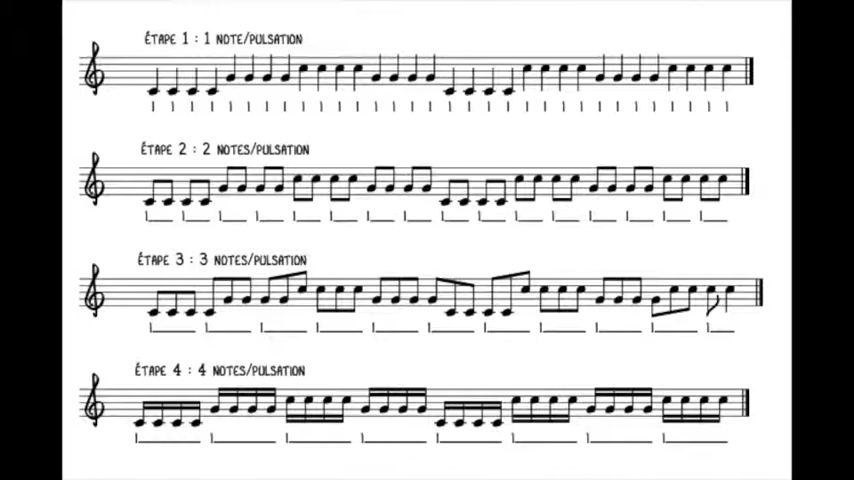 ÉTAPE 1 : 1 NOTE/PULSATION
ÉTAPE 2 : 2 NOTES/PULSATION
ÉTAPE 3 : 3 NOTES/PULSATION
ÉTAPE 4 : 4 NOTES/PULSATION